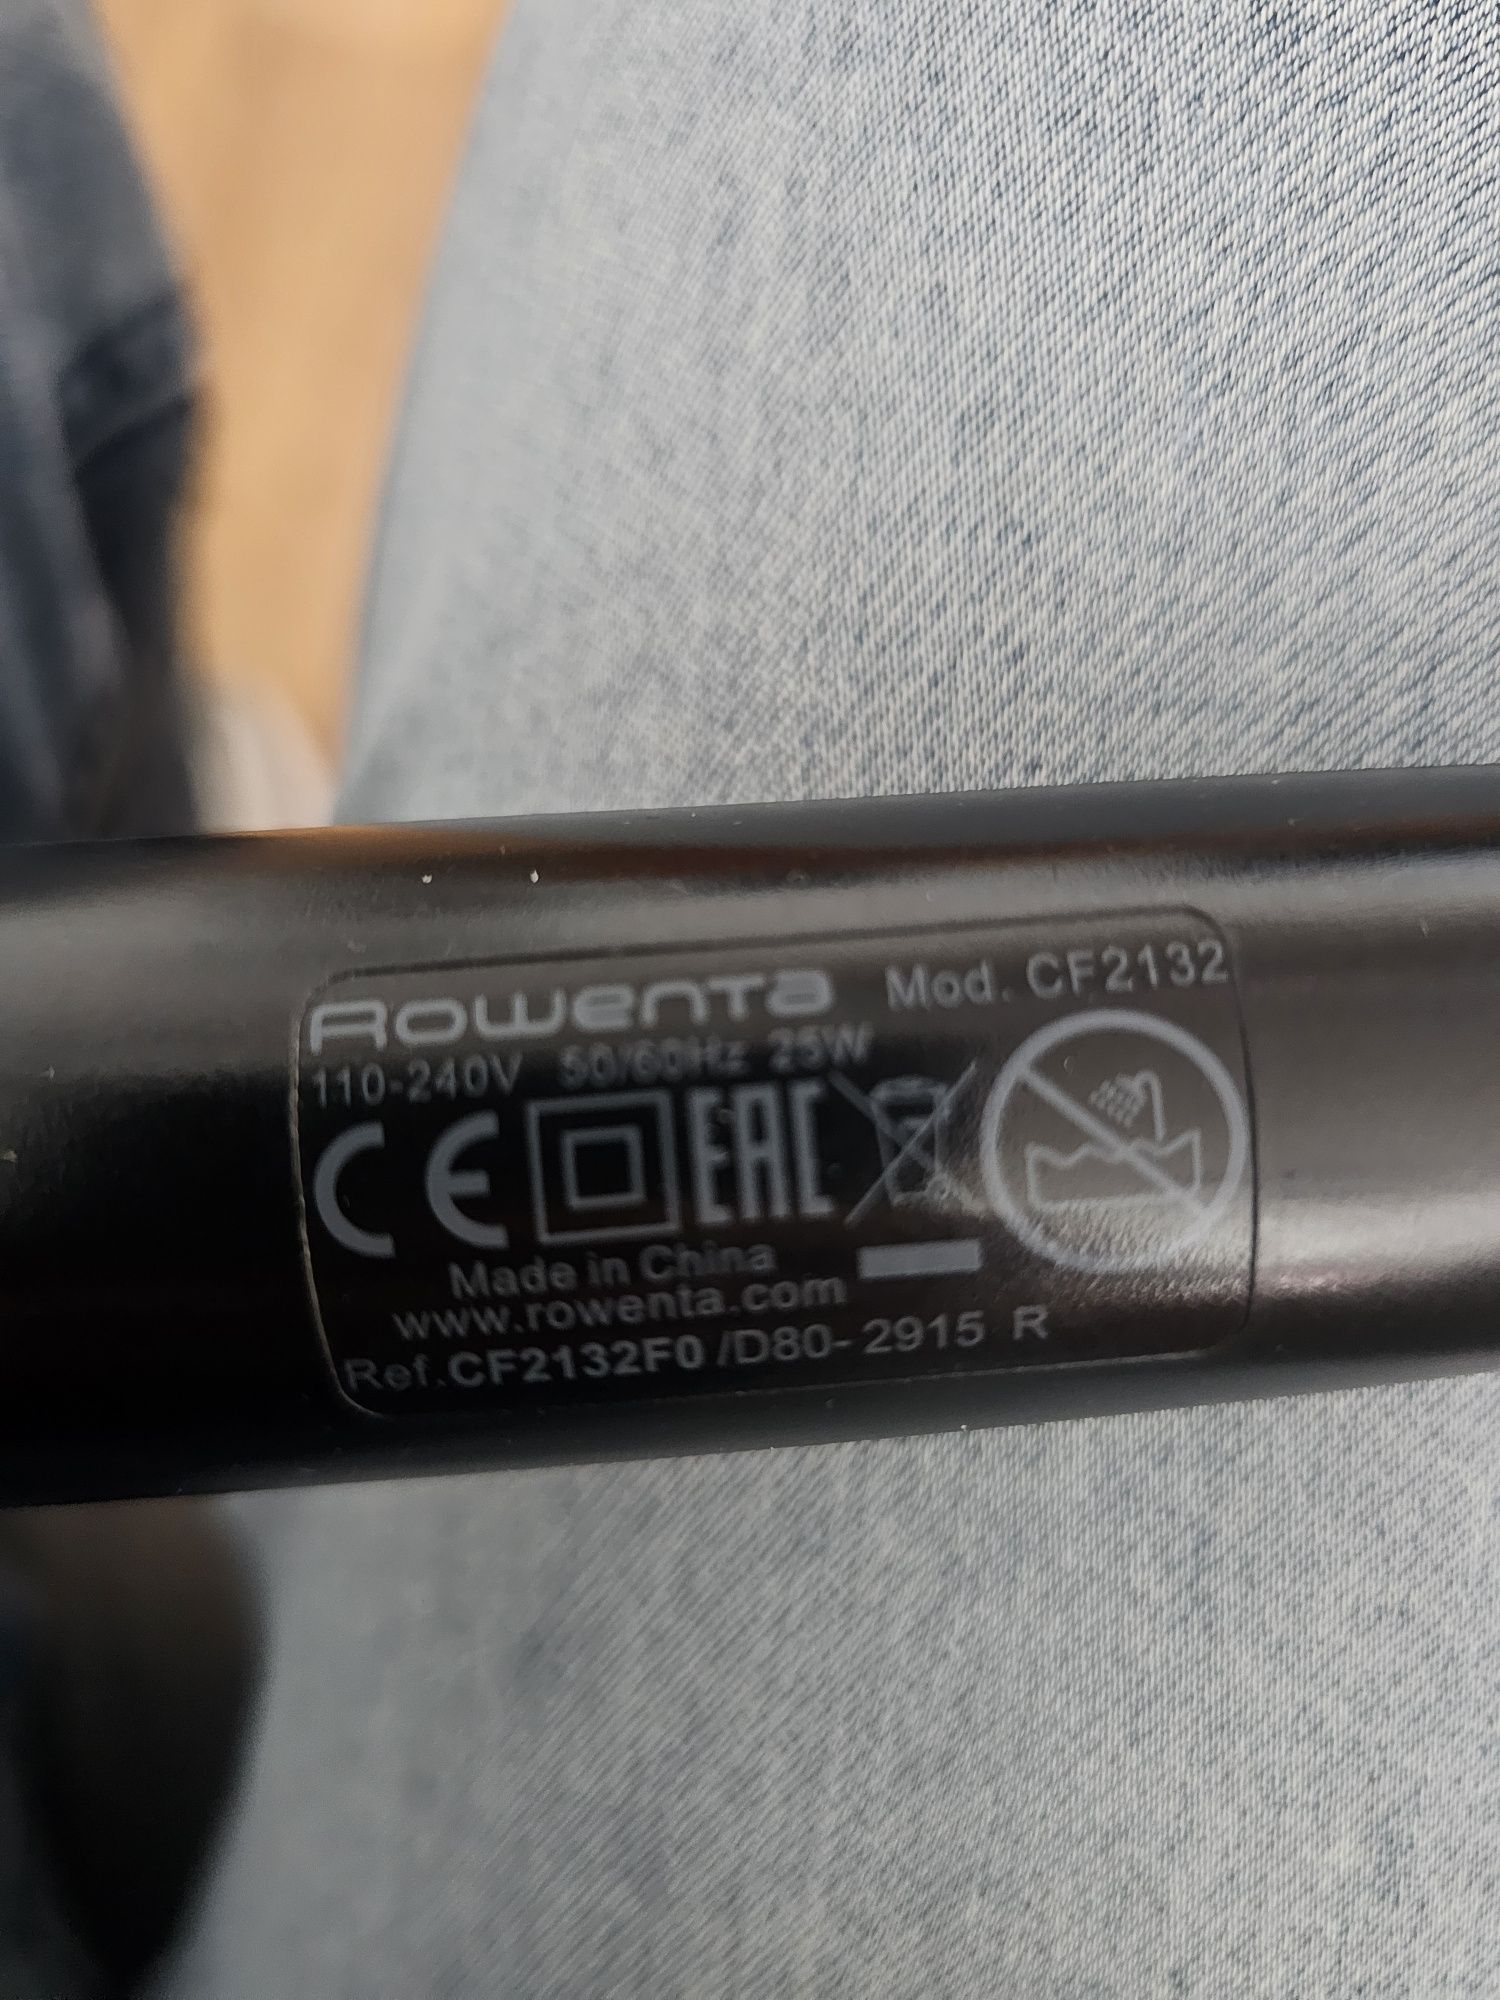 Rowenta Mod. CF2132
110-240V 50/60Hz 25W
CE EAC
Made in China
www.rowenta.com
Ref.CF2132F0 /D80- 2915 R